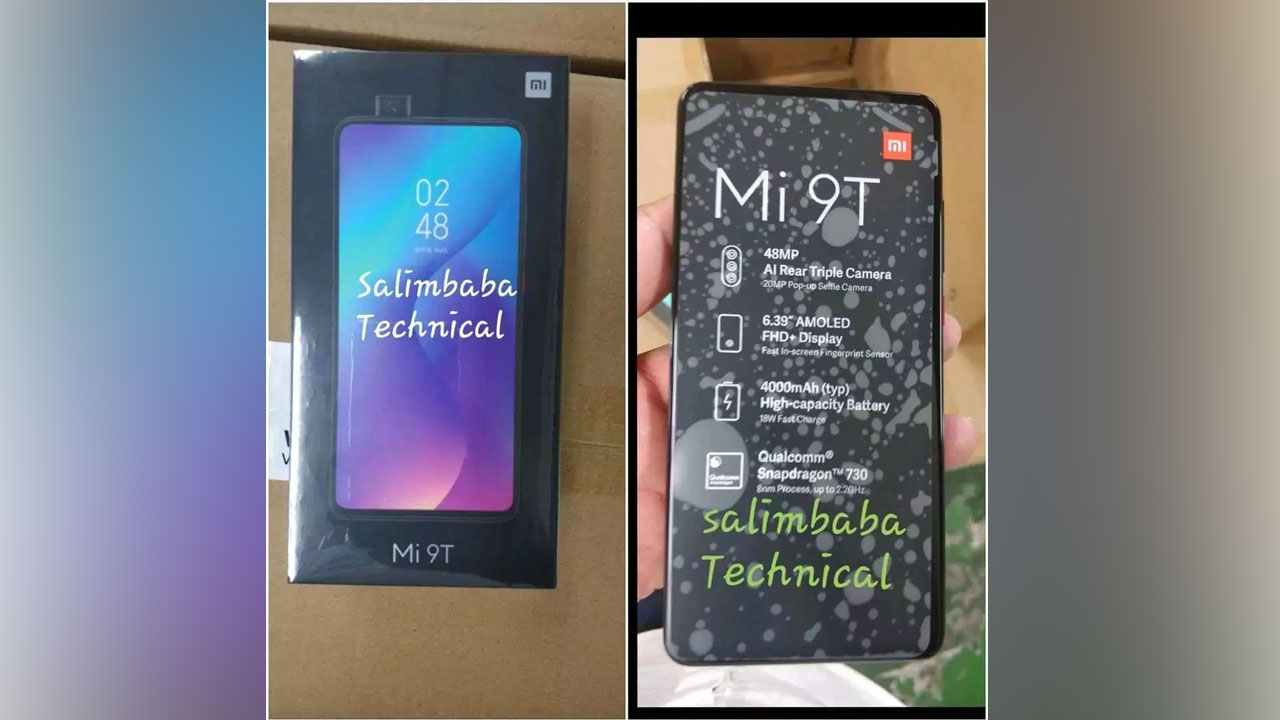 mi
02
48
Salimbaba
Technical
Mi 9T
mi
Mi 9T
48MP
AI Rear Triple Camera
20MP Pop-up Selfie Camera
6.39" AMOLED
FHD+ Display
Fast In-screen Fingerprint Sensor
4000mAh (typ)
High-capacity Battery
18W Fast Charge
Qualcomm®
Snapdragon™ 730
8nm Process, up to 2.2GHz
Qualcomm
salimbaba
Technical